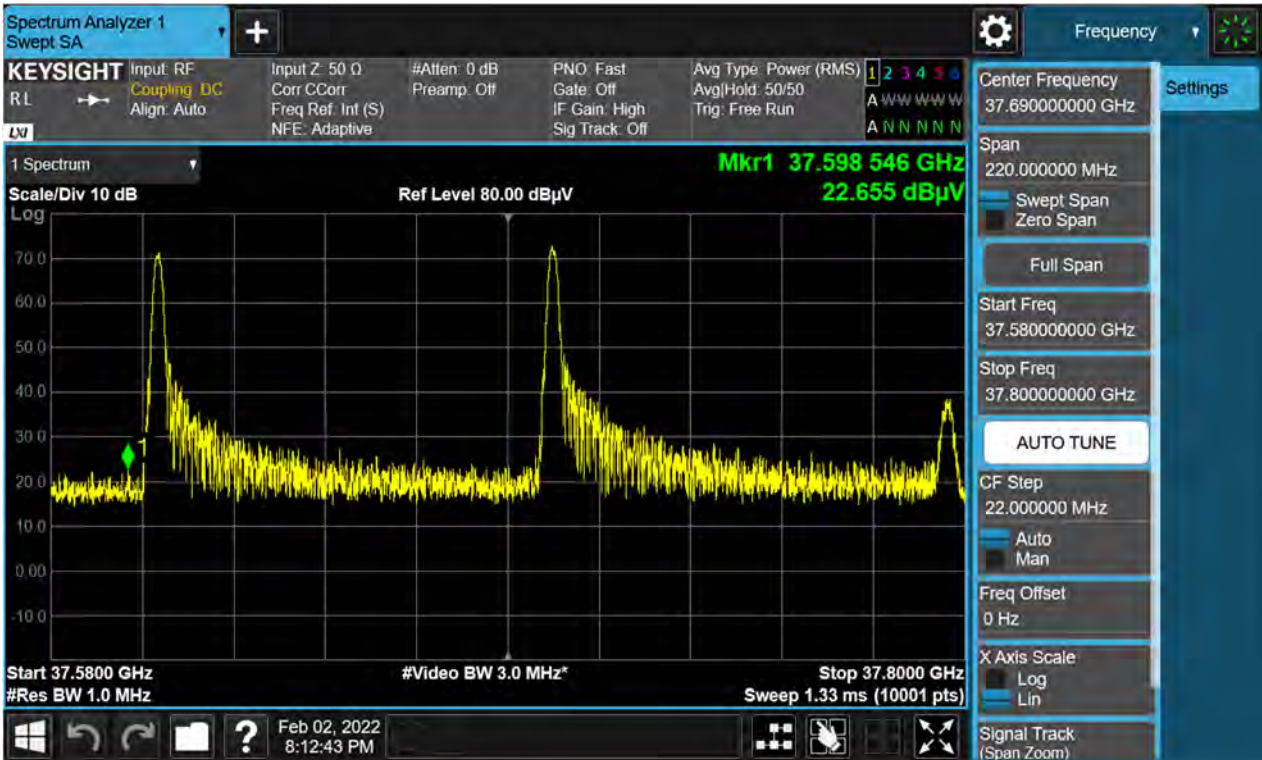 Spectrum Analyzer 1
Swept SA
+
Frequency
KEYSIGHT
R L
LXI
Input: RF
Coupling: DC
Align: Auto
Input Z: 50 Ω
Corr CCorr
Freq Ref: Int (S)
NFE: Adaptive
#Atten: 0 dB
Preamp: Off
PNO: Fast
Gate: Off
IF Gain: High
Sig Track: Off
Avg Type: Power (RMS)
Avg|Hold: 50/50
Trig: Free Run
1 2 3 4 5 6
A W W W W W
A N N N N N
1 Spectrum
Scale/Div 10 dB
Log
Ref Level 80.00 dBµV
Mkr1 37.598 546 GHz
22.655 dBµV
70.0
60.0
50.0
40.0
30.0
20.0
10.0
0.00
-10.0
1
Start 37.5800 GHz
#Res BW 1.0 MHz
#Video BW 3.0 MHz*
Stop 37.8000 GHz
Sweep 1.33 ms (10001 pts)
Feb 02, 2022
8:12:43 PM
?
Center Frequency
37.690000000 GHz
Settings
Span
220.000000 MHz
Swept Span
Zero Span
Full Span
Start Freq
37.580000000 GHz
Stop Freq
37.800000000 GHz
AUTO TUNE
CF Step
22.000000 MHz
Auto
Man
Freq Offset
0 Hz
X Axis Scale
Log
Lin
Signal Track
(Span Zoom)